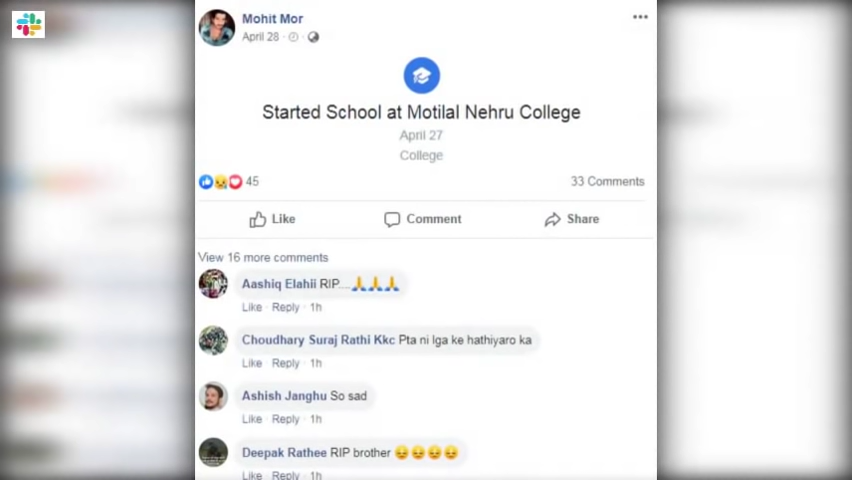 Mohit Mor
April 28
Started School at Motilal Nehru College
April 27
College
45
33 Comments
Like
Comment
Share
View 16 more comments
Aashiq Elahii RIP....🙏🙏🙏
Like · Reply · 1h
Choudhary Suraj Rathi Kkc Pta ni lga ke hathiyaro ka
Like · Reply · 1h
Ashish Janghu So sad
Like · Reply · 1h
Deepak Rathee RIP brother 😣😣😣😣
Like · Reply · 1h